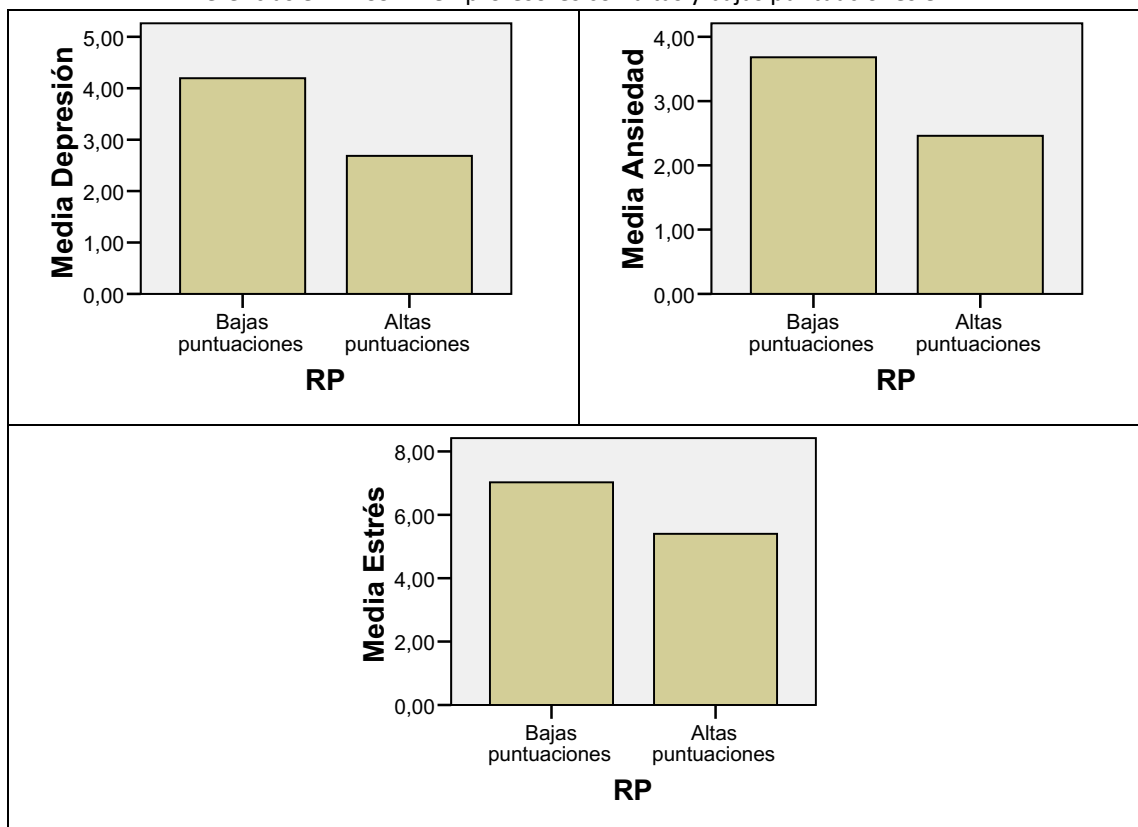 Media Depresión
5,00
4,00
3,00
2,00
1,00
0,00
Bajas puntuaciones
Altas puntuaciones
RP
Media Ansiedad
4,00
3,00
2,00
1,00
0,00
Bajas puntuaciones
Altas puntuaciones
RP
Media Estrés
8,00
6,00
4,00
2,00
0,00
Bajas puntuaciones
Altas puntuaciones
RP